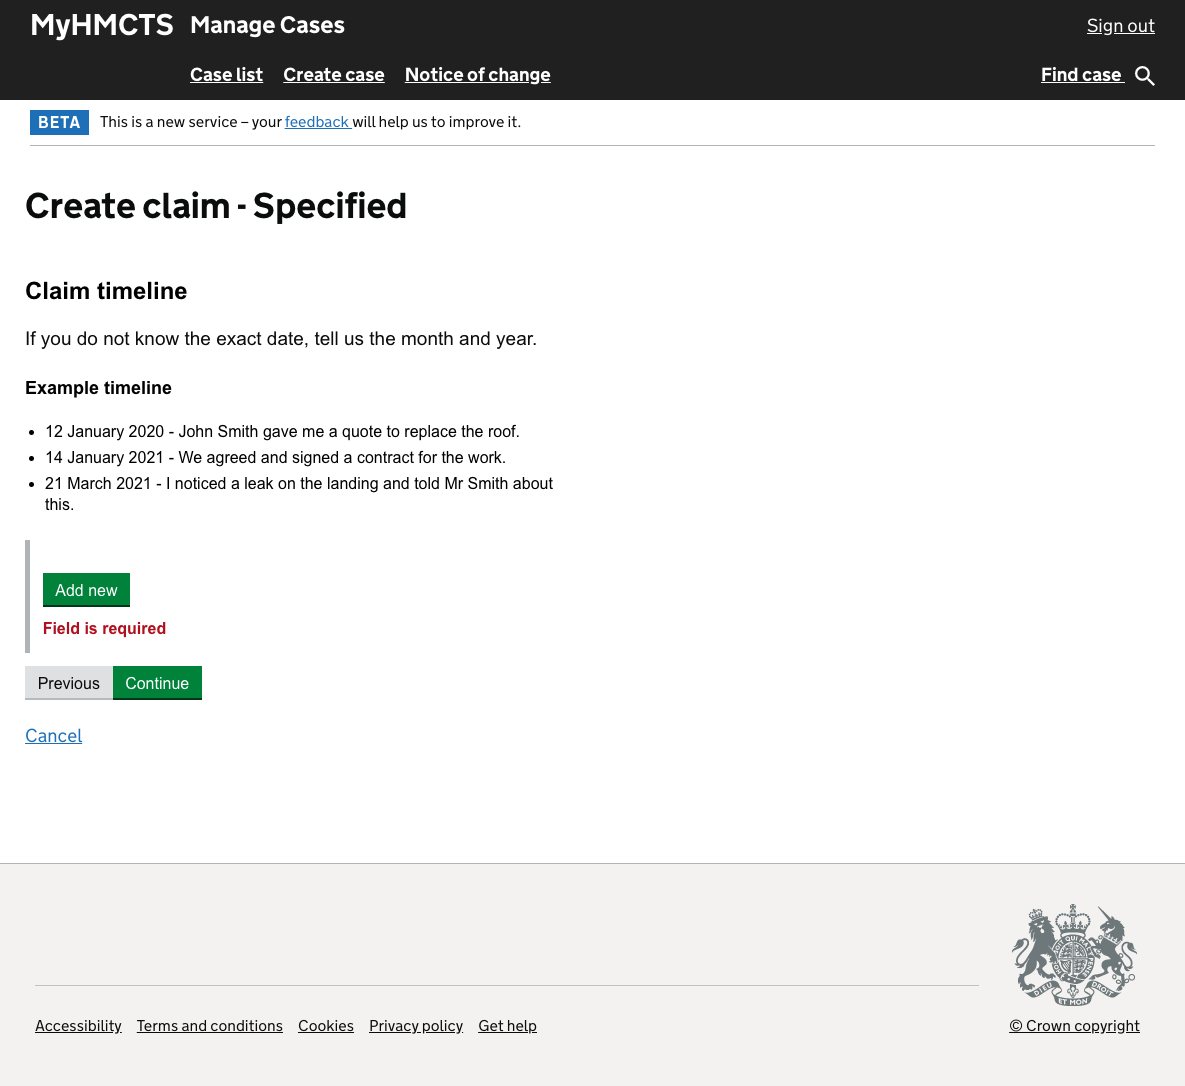 MyHMCTS Manage Cases Sign out
Case list Create case Notice of change Find case
BETA This is a new service – your feedback will help us to improve it.
Create claim - Specified
Claim timeline
If you do not know the exact date, tell us the month and year.
Example timeline
• 12 January 2020 - John Smith gave me a quote to replace the roof.
• 14 January 2021 - We agreed and signed a contract for the work.
• 21 March 2021 - I noticed a leak on the landing and told Mr Smith about
this.
Add new
Field is required
Previous Continue
Cancel
DIEU ET MON DROIT
Accessibility Terms and conditions Cookies Privacy policy Get help © Crown copyright